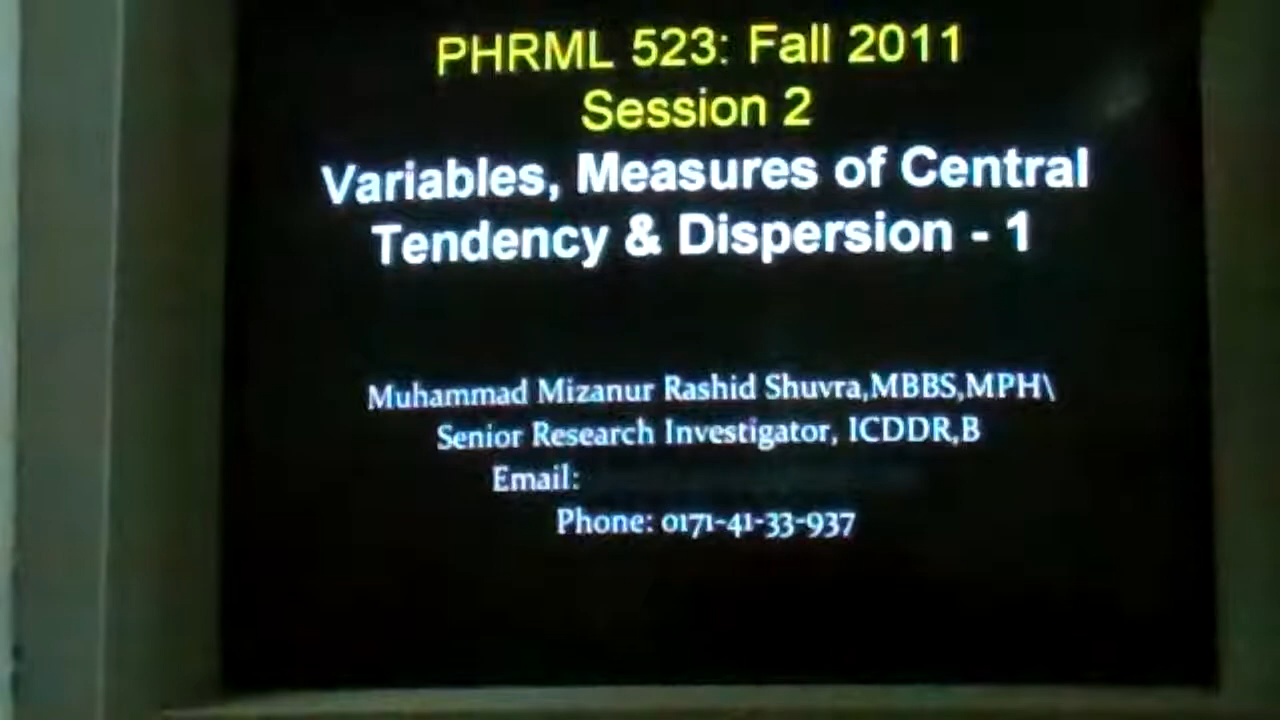 PHRML 523: Fall 2011
Session 2
Variables, Measures of Central
Tendency & Dispersion - 1
Muhammad Mizanur Rashid Shuvra,MBBS,MPH\
Senior Research Investigator, ICDDR,B
Email:
Phone: 0171-41-33-937